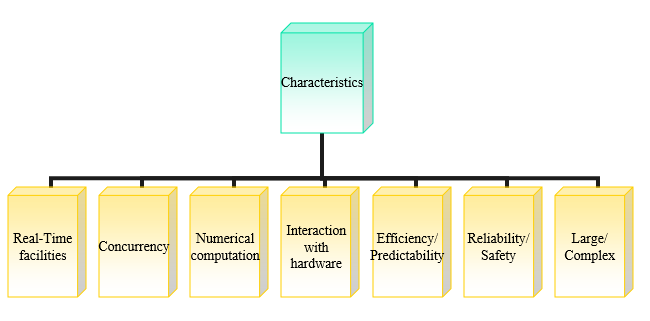 Characteristics
Real-Time
facilities
Concurrency
Numerical
computation
Interaction
with
hardware
Efficiency/
Predictability
Reliability/
Safety
Large/
Complex